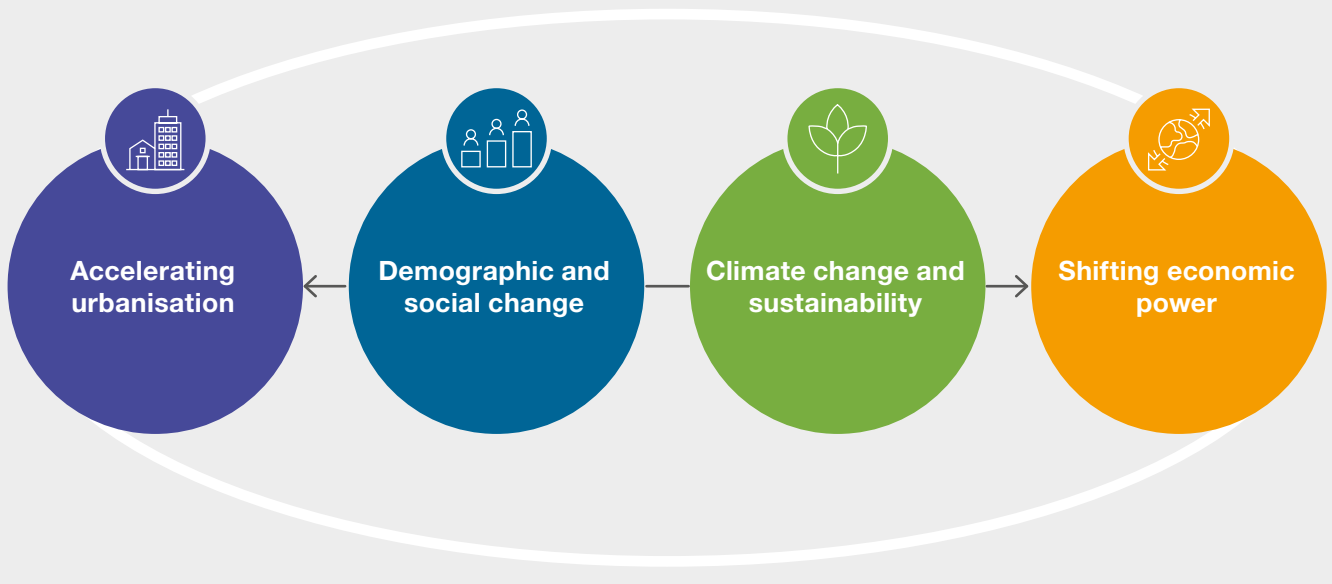 Accelerating
urbanisation
Demographic and
social change
Climate change and
sustainability
Shifting economic
power